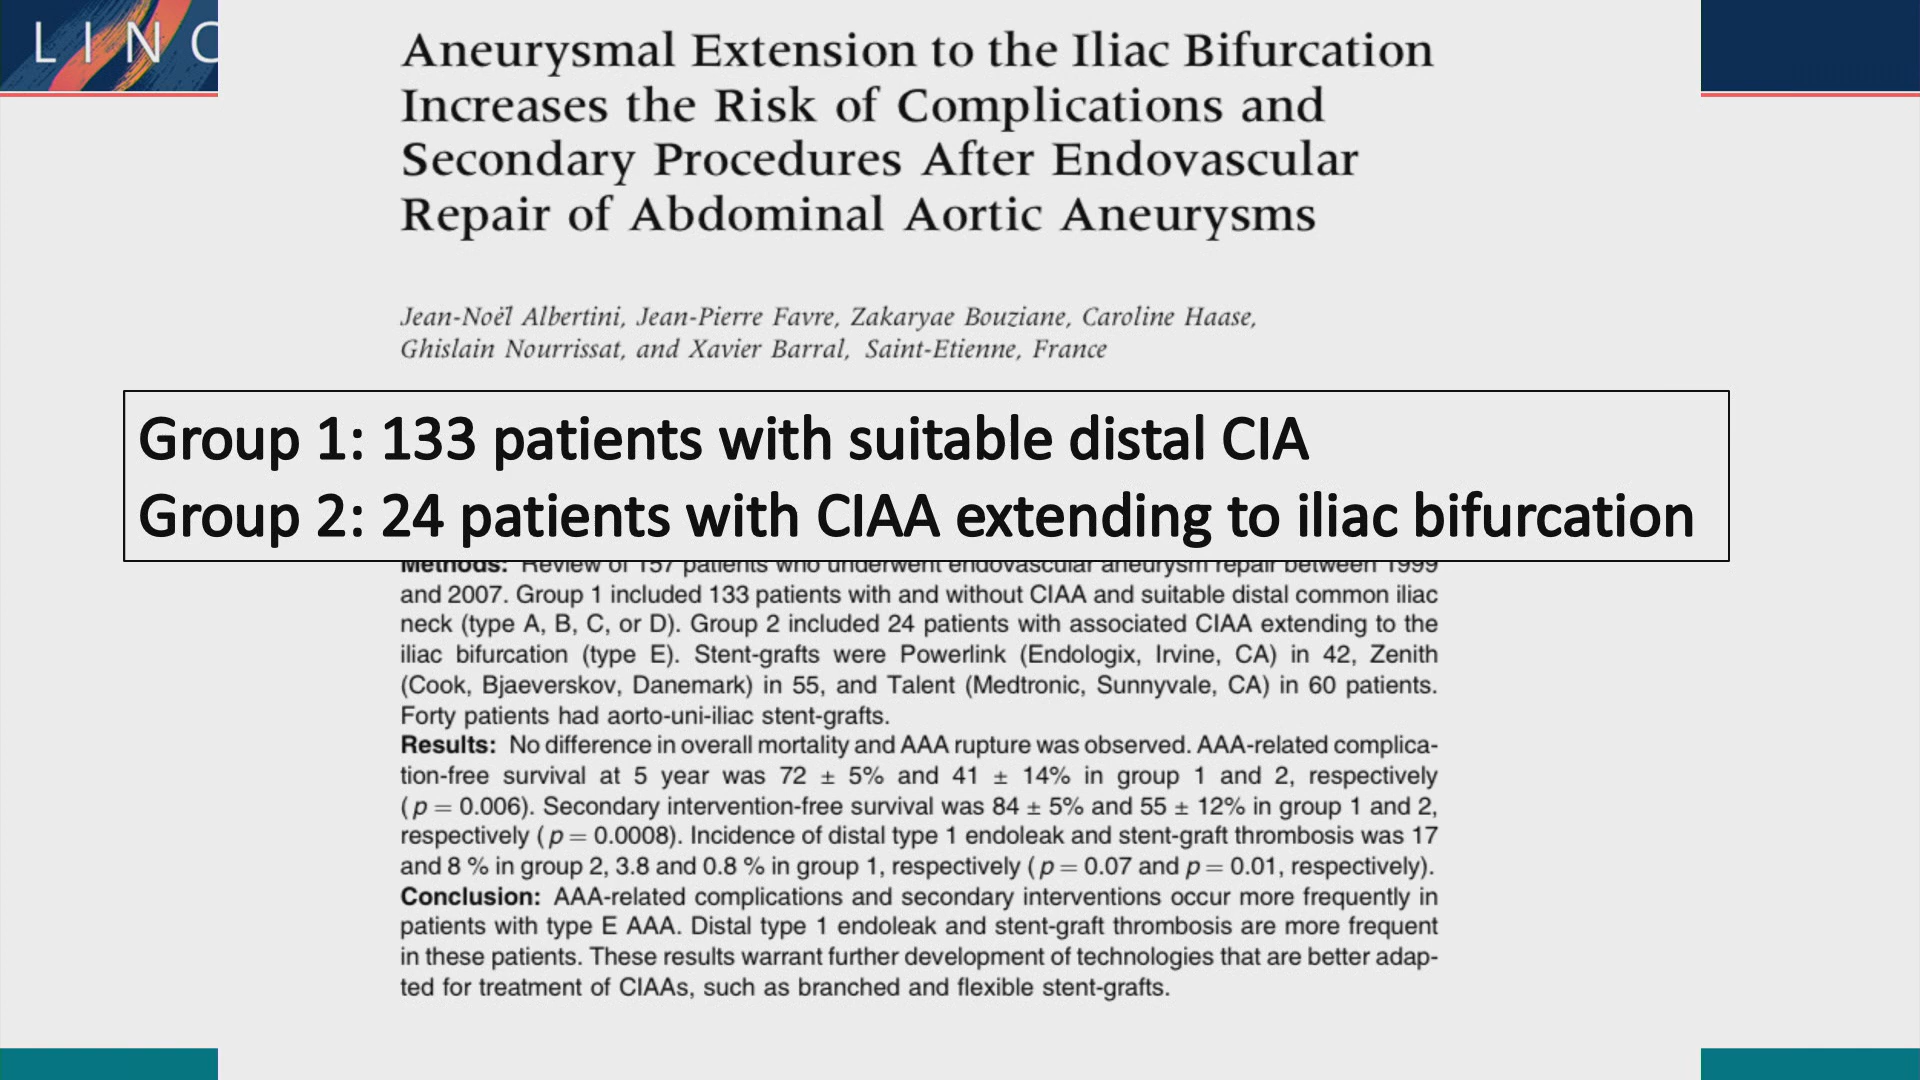 LINC
Aneurysmal Extension to the Iliac Bifurcation
Increases the Risk of Complications and
Secondary Procedures After Endovascular
Repair of Abdominal Aortic Aneurysms
Jean-Noël Albertini, Jean-Pierre Favre, Zakaryae Bouziane, Caroline Haase,
Ghislain Nourrissat, and Xavier Barral, Saint-Etienne, France
Group 1: 133 patients with suitable distal CIA
Group 2: 24 patients with CIAA extending to iliac bifurcation
Methods: Review of 157 patients who underwent endovascular aneurysm repair between 1999
and 2007. Group 1 included 133 patients with and without CIAA and suitable distal common iliac
neck (type A, B, C, or D). Group 2 included 24 patients with associated CIAA extending to the
iliac bifurcation (type E). Stent-grafts were Powerlink (Endologix, Irvine, CA) in 42, Zenith
(Cook, Bjaeverskov, Danemark) in 55, and Talent (Medtronic, Sunnyvale, CA) in 60 patients.
Forty patients had aorto-uni-iliac stent-grafts.
Results: No difference in overall mortality and AAA rupture was observed. AAA-related complica-
tion-free survival at 5 year was 72 ± 5% and 41 ± 14% in group 1 and 2, respectively
(p = 0.006). Secondary intervention-free survival was 84 ± 5% and 55 ± 12% in group 1 and 2,
respectively (p = 0.0008). Incidence of distal type 1 endoleak and stent-graft thrombosis was 17
and 8 % in group 2, 3.8 and 0.8 % in group 1, respectively (p = 0.07 and p = 0.01, respectively).
Conclusion: AAA-related complications and secondary interventions occur more frequently in
patients with type E AAA. Distal type 1 endoleak and stent-graft thrombosis are more frequent
in these patients. These results warrant further development of technologies that are better adap-
ted for treatment of CIAAs, such as branched and flexible stent-grafts.